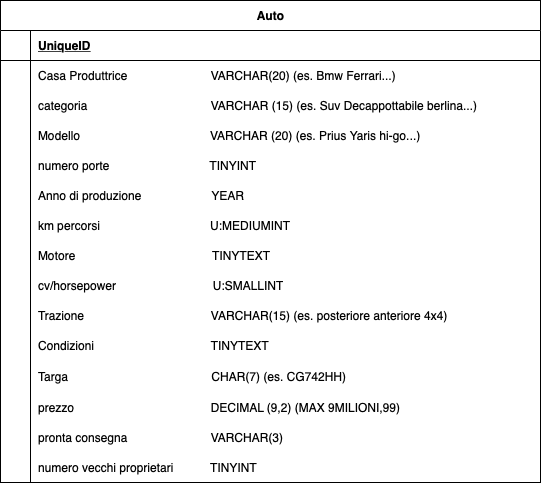 Auto
UniqueID
Casa Produttrice VARCHAR(20) (es. Bmw Ferrari...)
categoria VARCHAR (15) (es. Suv Decappottabile berlina...)
Modello VARCHAR (20) (es. Prius Yaris hi-go...)
numero porte TINYINT
Anno di produzione YEAR
km percorsi U:MEDIUMINT
Motore TINYTEXT
cv/horsepower U:SMALLINT
Trazione VARCHAR(15) (es. posteriore anteriore 4x4)
Condizioni TINYTEXT
Targa CHAR(7) (es. CG742HH)
prezzo DECIMAL (9,2) (MAX 9MILIONI,99)
pronta consegna VARCHAR(3)
numero vecchi proprietari TINYINT